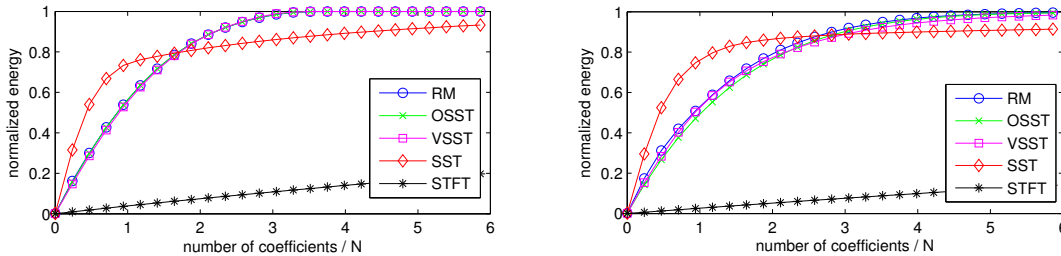 1
0.8
0.6
0.4
0.2
0
normalized energy
0 1 2 3 4 5 6
number of coefficients / N
RM
OSST
VSST
SST
STFT
1
0.8
0.6
0.4
0.2
0
normalized energy
0 1 2 3 4 5 6
number of coefficients / N
RM
OSST
VSST
SST
STFT